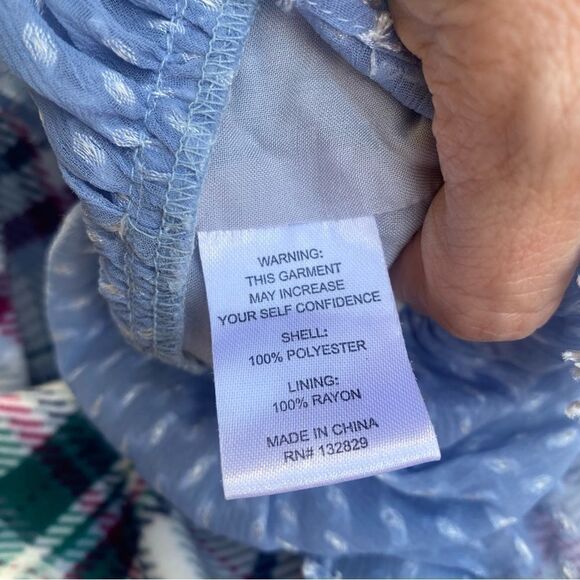 WARNING:
THIS GARMENT
MAY INCREASE
YOUR SELF CONFIDENCE
SHELL:
100% POLYESTER
LINING:
100% RAYON
MADE IN CHINA
RN# 132829